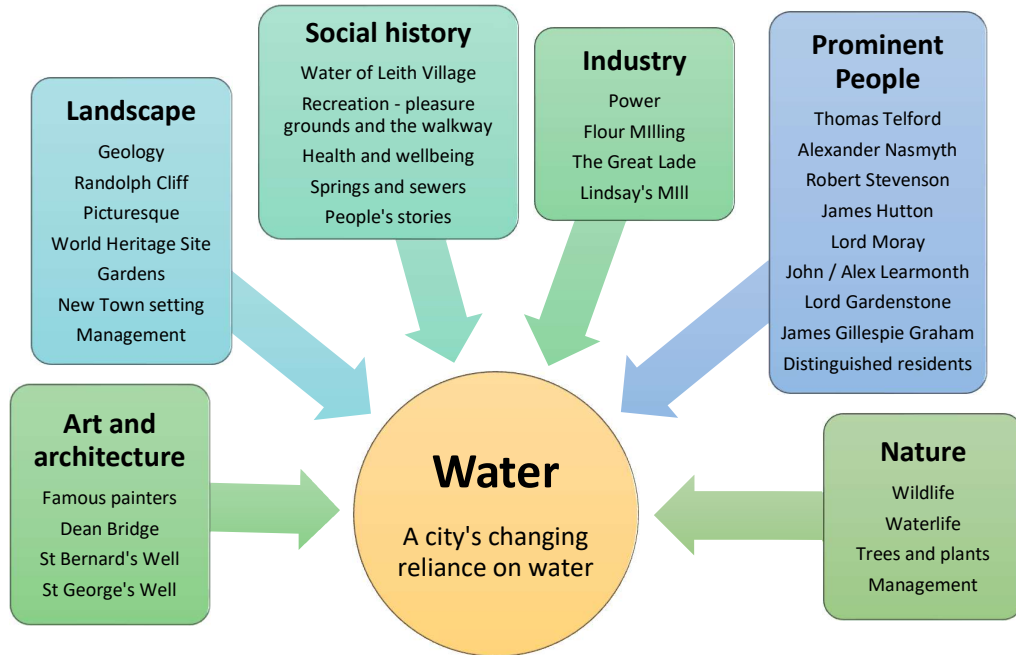 Landscape
Geology
Randolph Cliff
Picturesque
World Heritage Site
Gardens
New Town setting
Management
Social history
Water of Leith Village
Recreation - pleasure
grounds and the walkway
Health and wellbeing
Springs and sewers
People's stories
Industry
Power
Flour MIlling
The Great Lade
Lindsay's MIll
Prominent
People
Thomas Telford
Alexander Nasmyth
Robert Stevenson
James Hutton
Lord Moray
John / Alex Learmonth
Lord Gardenstone
James Gillespie Graham
Distinguished residents
Art and
architecture
Famous painters
Dean Bridge
St Bernard's Well
St George's Well
Water
A city's changing
reliance on water
Nature
Wildlife
Waterlife
Trees and plants
Management